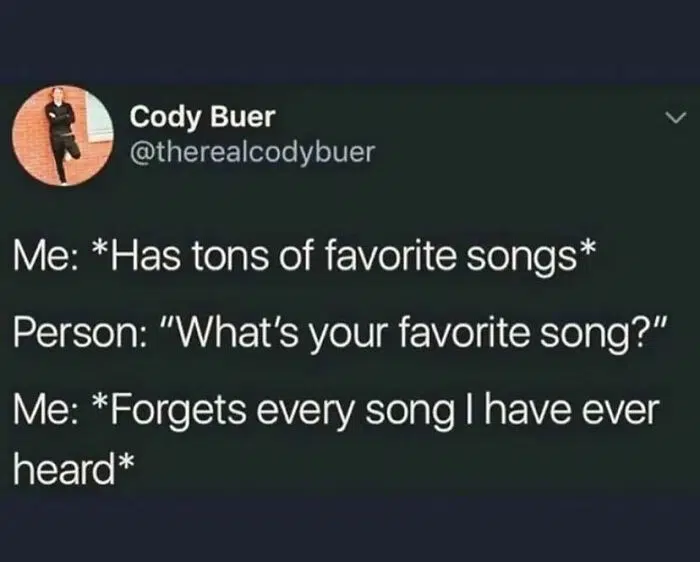 Cody Buer
@therealcodybuer
Me: *Has tons of favorite songs*
Person: "What's your favorite song?"
Me: *Forgets every song I have ever
heard*